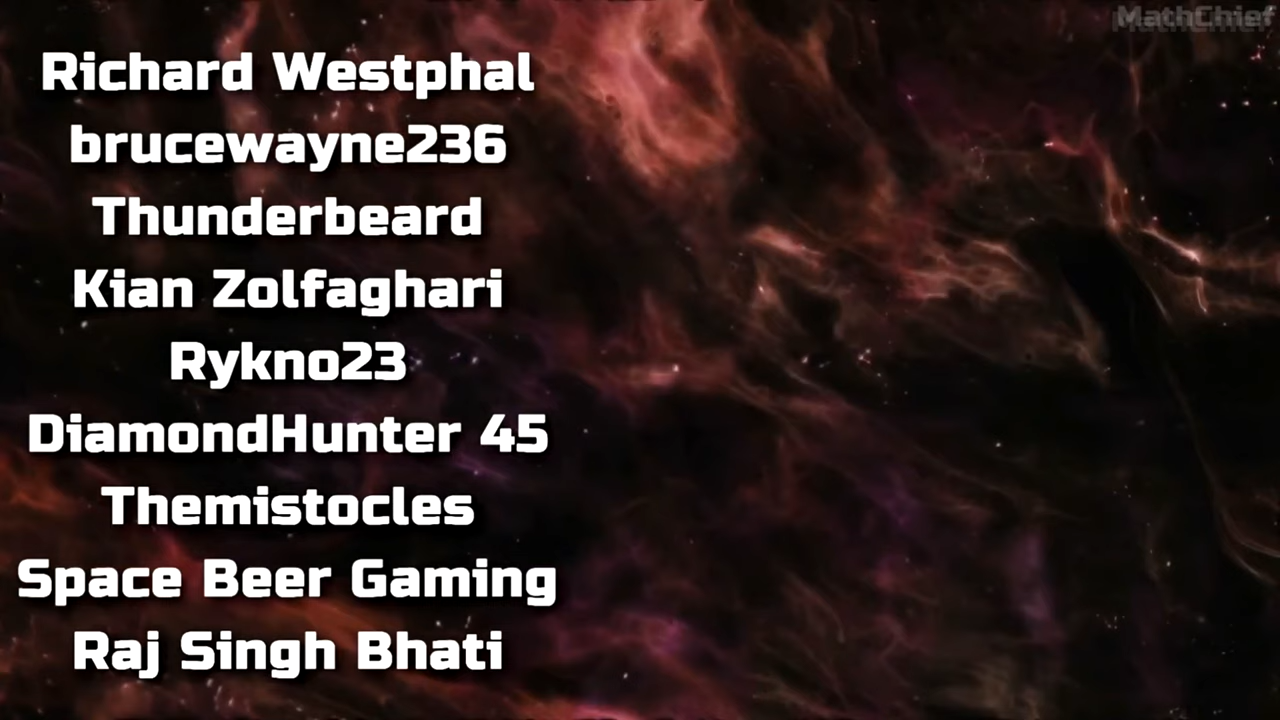 MathChief
Richard Westphal
brucewayne236
Thunderbeard
Kian Zolfaghari
Rykno23
DiamondHunter 45
Themistocles
Space Beer Gaming
Raj Singh Bhati